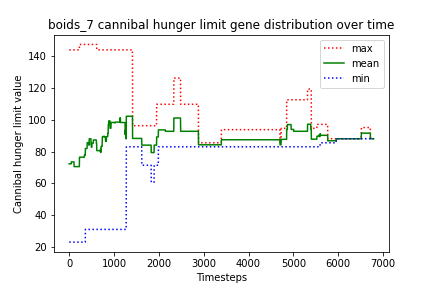 boids_7 cannibal hunger limit gene distribution over time
Cannibal hunger limit value
140
120
100
80
60
40
20
max
mean
min
0
1000
2000
3000
4000
5000
6000
7000
Timesteps